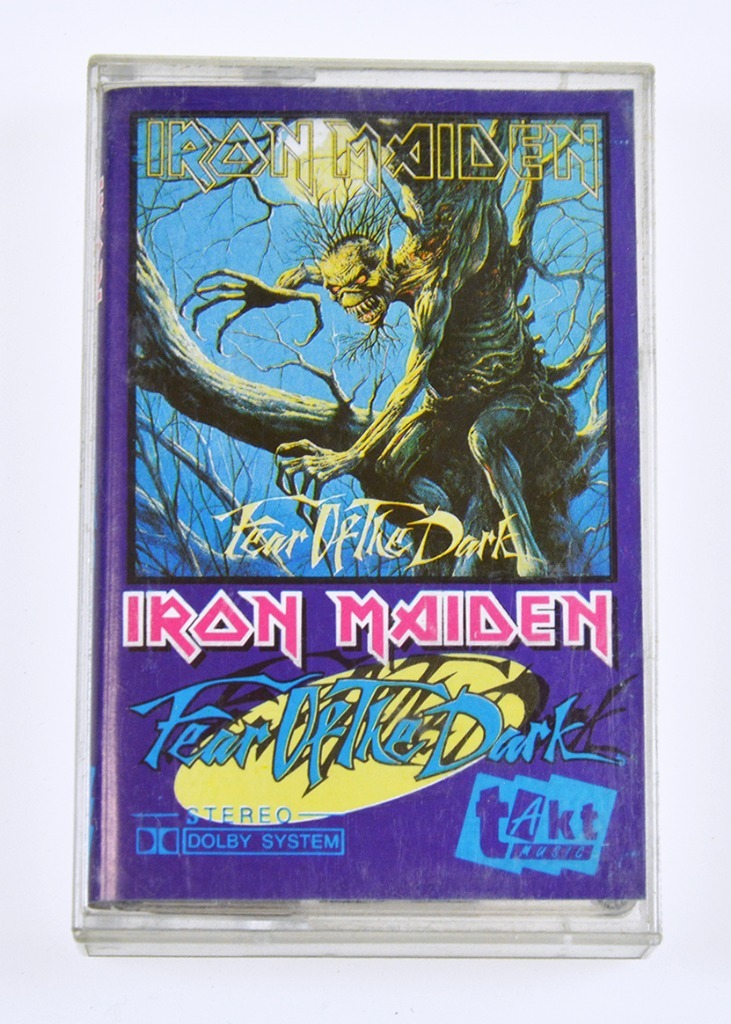 IRON MAIDEN
Fear Of The Dark
IRON MAIDEN
Fear Of The Dark
STEREO
DOLBY SYSTEM
tAkt
MUSIC